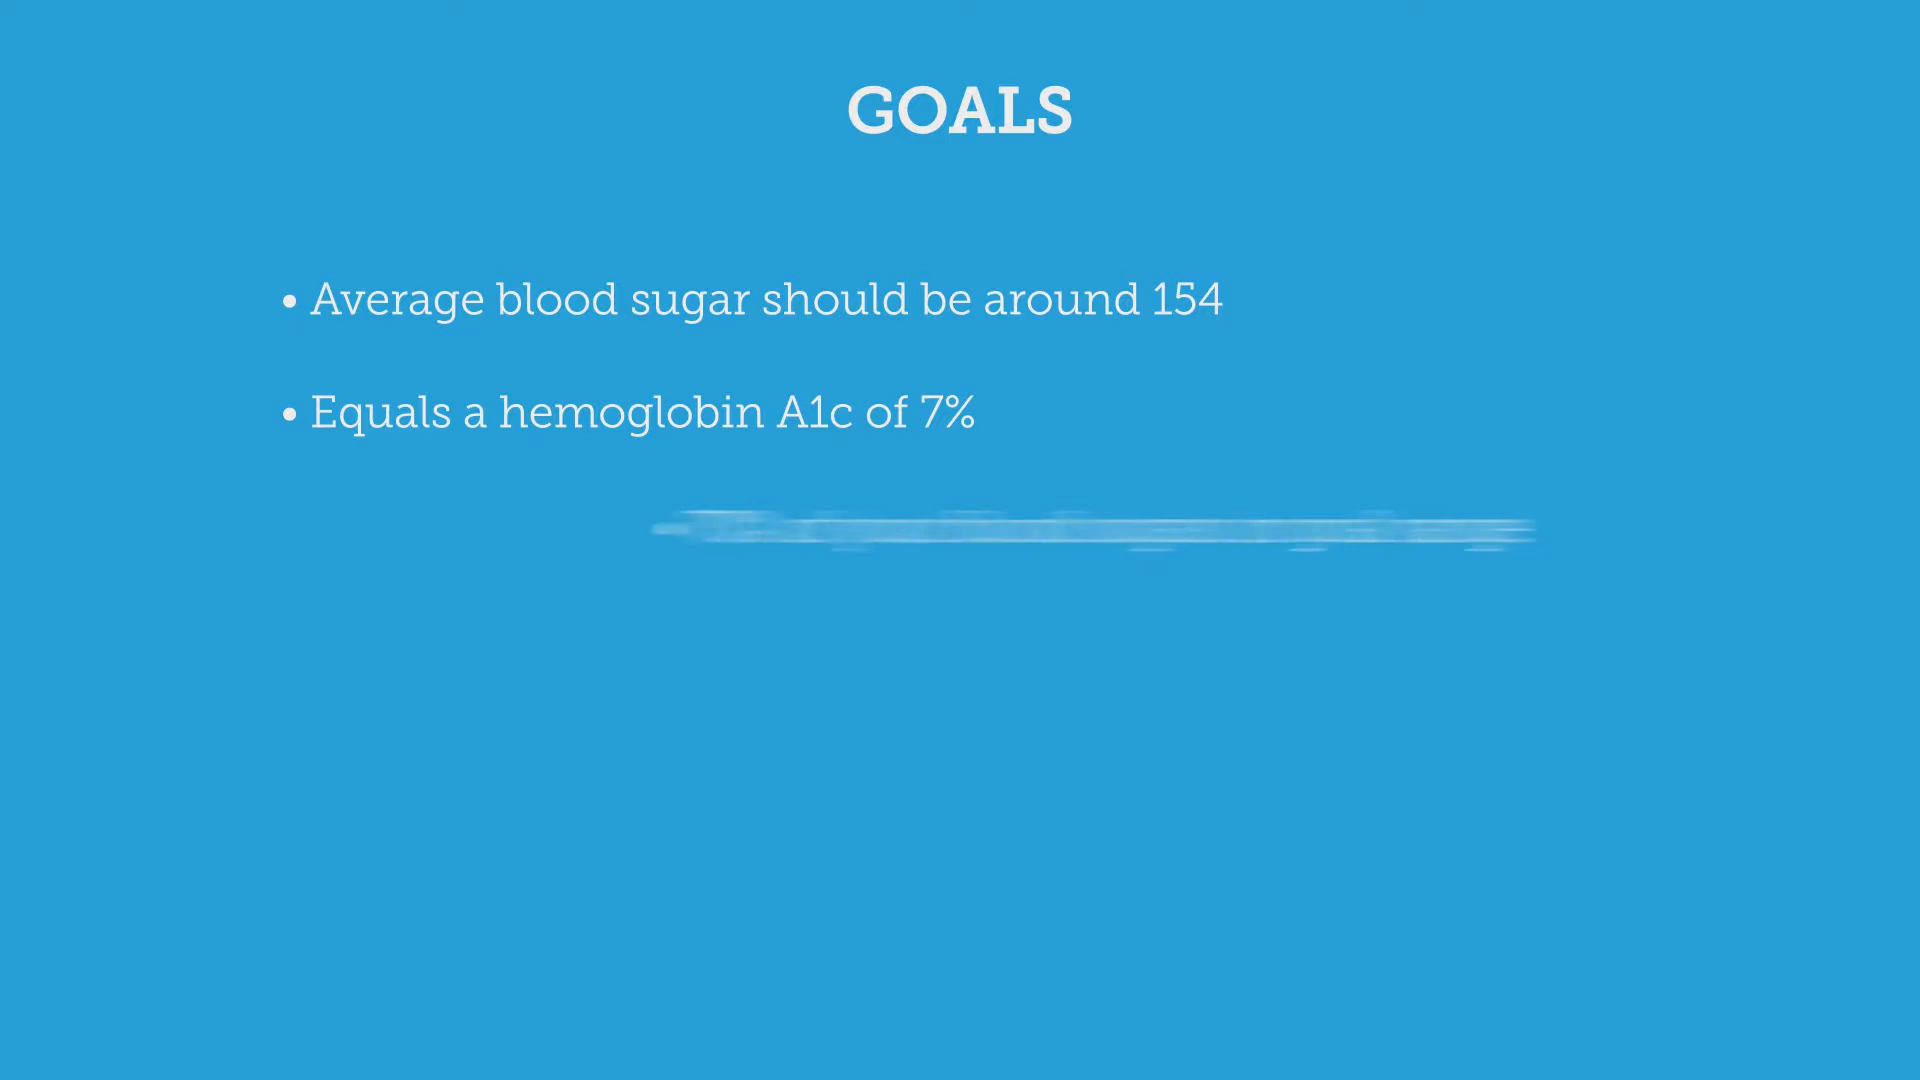 GOALS
• Average blood sugar should be around 154
• Equals a hemoglobin A1c of 7%